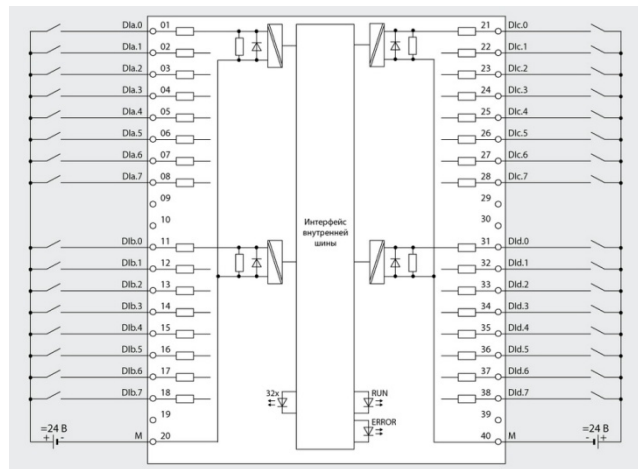 DIa.0 01 21 DIc.0
DIa.1 02 22 DIc.1
DIa.2 03 23 DIc.2
DIa.3 04 24 DIc.3
DIa.4 05 25 DIc.4
DIa.5 06 26 DIc.5
DIa.6 07 27 DIc.6
DIa.7 08 28 DIc.7
09 29
10 30
Интерфейс
внутренней
шины
DIb.0 11 31 DId.0
DIb.1 12 32 DId.1
DIb.2 13 33 DId.2
DIb.3 14 34 DId.3
DIb.4 15 35 DId.4
DIb.5 16 36 DId.5
DIb.6 17 37 DId.6
DIb.7 18 38 DId.7
32x RUN
19 39
ERROR
=24 В =24 В
+ - M 20 40 M - +